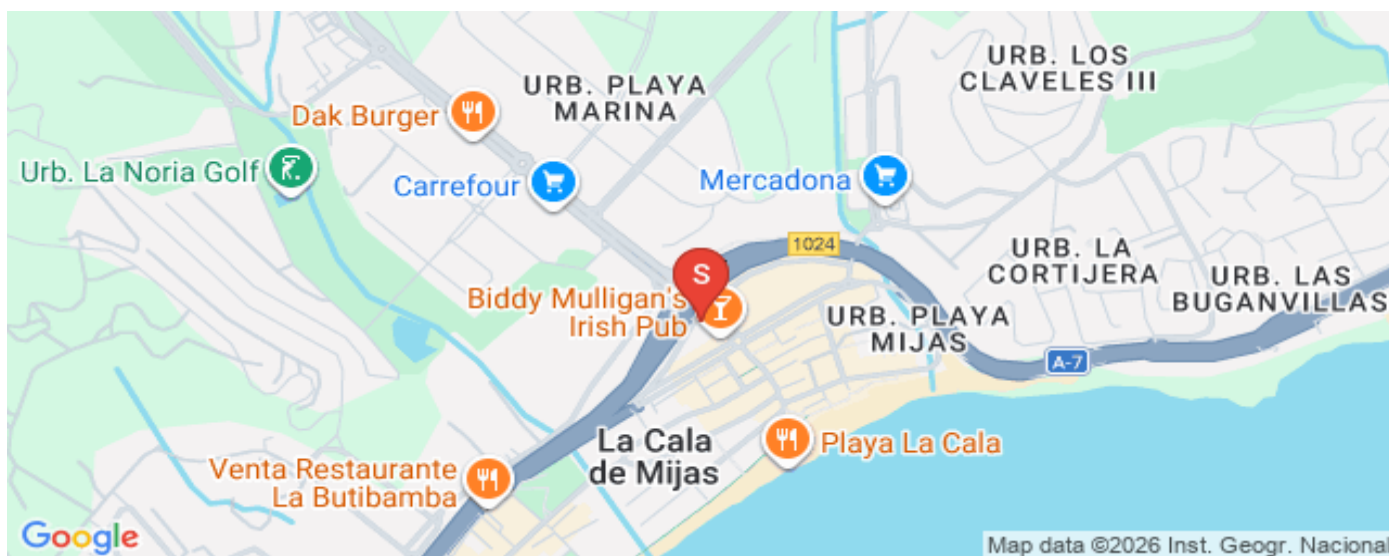 URB. LOS
CLAVELES III
URB. PLAYA
MARINA
Dak Burger
Urb. La Noria Golf
Carrefour
Mercadona
1024
S
URB. LA
CORTIJERA
URB. LAS
BUGANVILLAS
Biddy Mulligan's
Irish Pub
URB. PLAYA
MIJAS
A-7
La Cala
de Mijas
Playa La Cala
Venta Restaurante
La Butibamba
Google
Map data ©2026 Inst. Geogr. Nacional